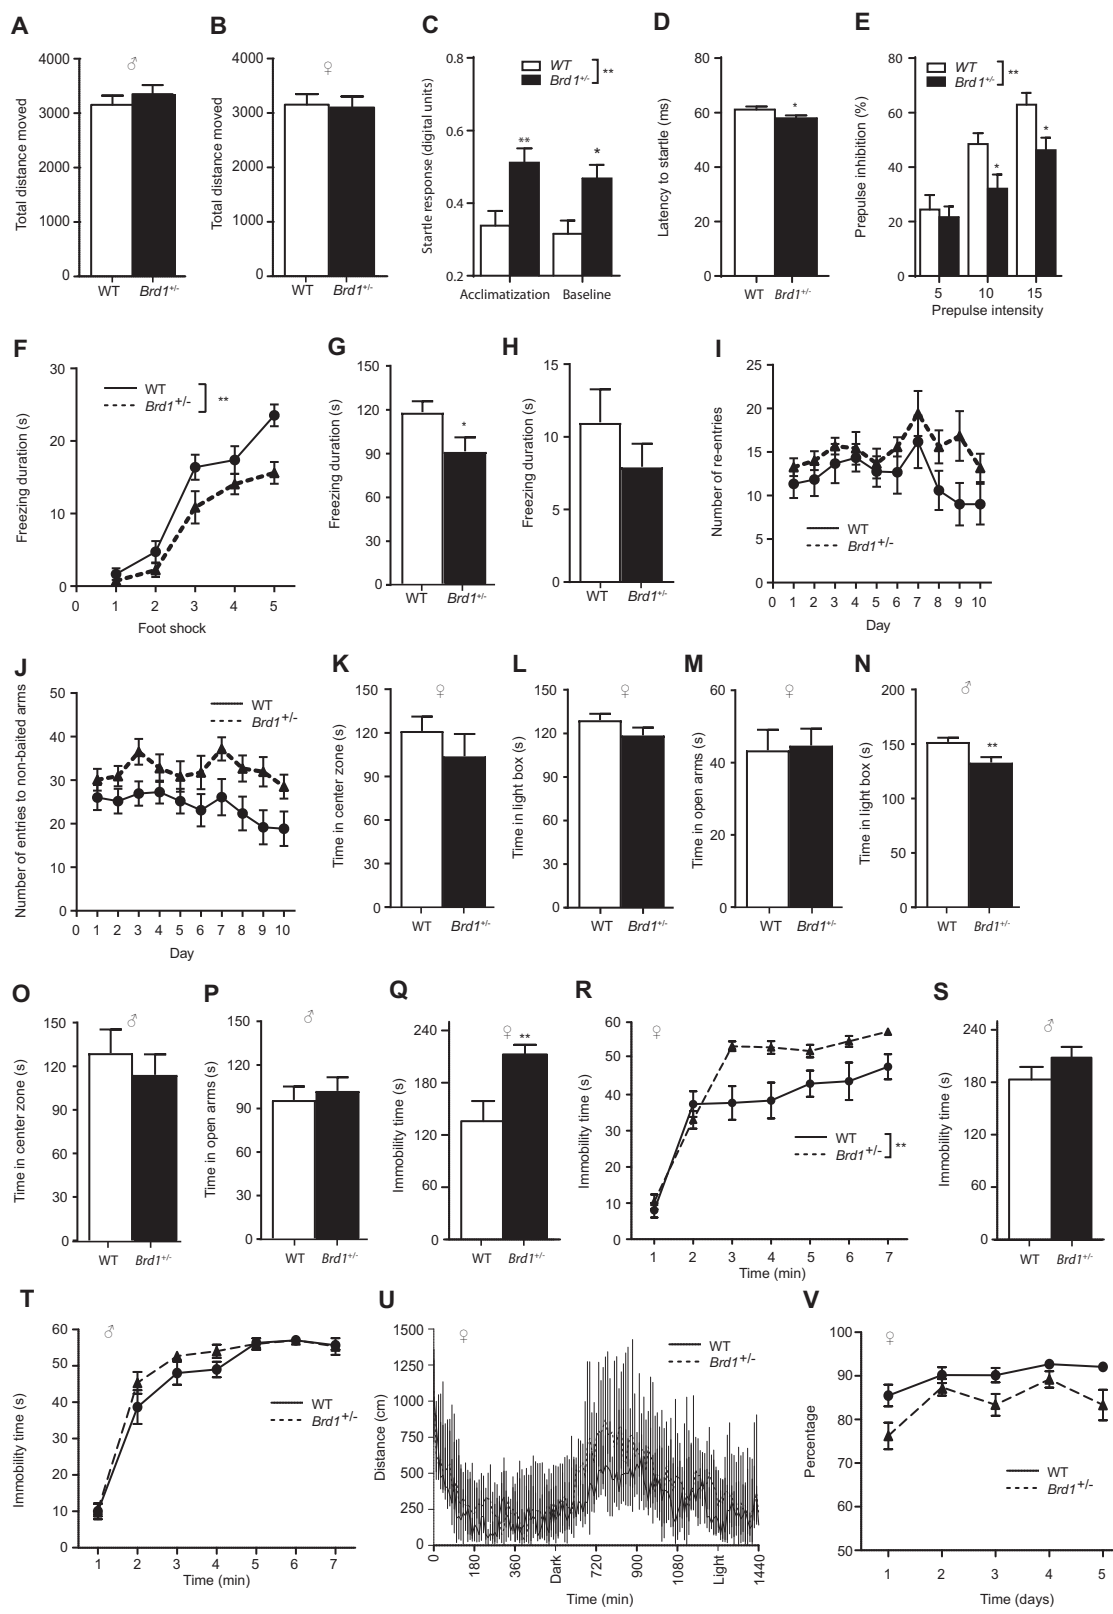 A
♂
Total distance moved
4000
3000
2000
1000
0
WT
Brd1+/-
B
♀
Total distance moved
4000
3000
2000
1000
0
WT
Brd1+/-
C
Startle response (digital units)
0.8
0.6
0.4
0.2
WT
Brd1+/-
**
**
*
Acclimatization
Baseline
D
Latency to startle (ms)
80
60
40
20
0
*
WT
Brd1+/-
E
Prepulse inhibition (%)
80
60
40
20
0
WT
Brd1+/-
**
*
*
5 10 15
Prepulse intensity
F
Freezing duration (s)
30
20
10
0
WT
Brd1+/-
**
0 1 2 3 4 5
Foot shock
G
Freezing duration (s)
150
120
90
60
30
0
*
WT
Brd1+/-
H
Freezing duration (s)
15
10
5
0
WT
Brd1+/-
I
Number of re-entries
25
20
15
10
5
0
WT
Brd1+/-
0 1 2 3 4 5 6 7 8 9 10
Day
J
Number of entries to non-baited arms
50
40
30
20
10
0
WT
Brd1+/-
0 1 2 3 4 5 6 7 8 9 10
Day
K
♀
Time in center zone (s)
150
120
90
60
30
0
WT
Brd1+/-
L
♀
Time in light box (s)
150
120
90
60
30
0
WT
Brd1+/-
M
♀
Time in open arms (s)
60
40
20
0
WT
Brd1+/-
N
♂
Time in light box (s)
200
150
100
50
0
**
WT
Brd1+/-
O
♂
Time in center zone (s)
150
120
90
60
30
0
WT
Brd1+/-
P
♂
Time in open arms (s)
150
120
90
60
30
0
WT
Brd1+/-
Q
♀ **
Immobility time (s)
240
180
120
60
0
WT
Brd1+/-
R
♀
Immobility time (s)
60
50
40
30
20
10
0
WT
Brd1+/-
**
1 2 3 4 5 6 7
Time (min)
S
♂
Immobility time (s)
240
180
120
60
0
WT
Brd1+/-
T
♂
Immobility time (s)
60
50
40
30
20
10
0
WT
Brd1+/-
1 2 3 4 5 6 7
Time (min)
U
♀
Distance (cm)
1500
1250
1000
750
500
250
0
WT
Brd1+/-
0 180 360 Dark 720 900 1080 Light 1440
Time (min)
V
♀
Percentage
100
90
80
70
60
50
WT
Brd1+/-
1 2 3 4 5
Time (days)